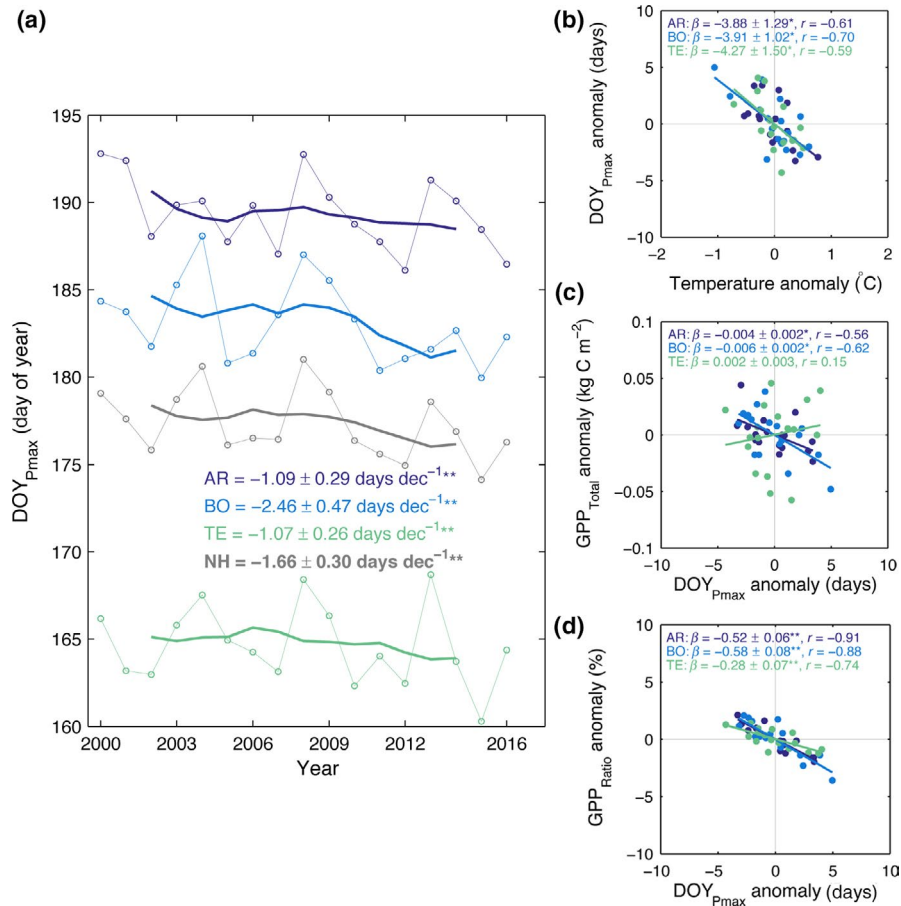 (a)
195
190
185
180
175
170
165
160
DOY_Pmax (day of year)
AR = −1.09 ± 0.29 days dec⁻¹**
BO = −2.46 ± 0.47 days dec⁻¹**
TE = −1.07 ± 0.26 days dec⁻¹**
NH = −1.66 ± 0.30 days dec⁻¹**
2000 2003 2006 2009 2012 2016
Year
(b)
AR: β = −3.88 ± 1.29*, r = −0.61
BO: β = −3.91 ± 1.02*, r = −0.70
TE: β = −4.27 ± 1.50*, r = −0.59
10
5
0
−5
−10
DOY_Pmax anomaly (days)
−2 −1 0 1 2
Temperature anomaly (°C)
(c)
AR: β = −0.004 ± 0.002*, r = −0.56
BO: β = −0.006 ± 0.002*, r = −0.62
TE: β = 0.002 ± 0.003, r = 0.15
0.1
0.05
0
−0.05
−0.1
GPP_Total anomaly (kg C m⁻²)
−10 −5 0 5 10
DOY_Pmax anomaly (days)
(d)
AR: β = −0.52 ± 0.06**, r = −0.91
BO: β = −0.58 ± 0.08**, r = −0.88
TE: β = −0.28 ± 0.07**, r = −0.74
10
5
0
−5
−10
GPP_Ratio anomaly (%)
−10 −5 0 5 10
DOY_Pmax anomaly (days)